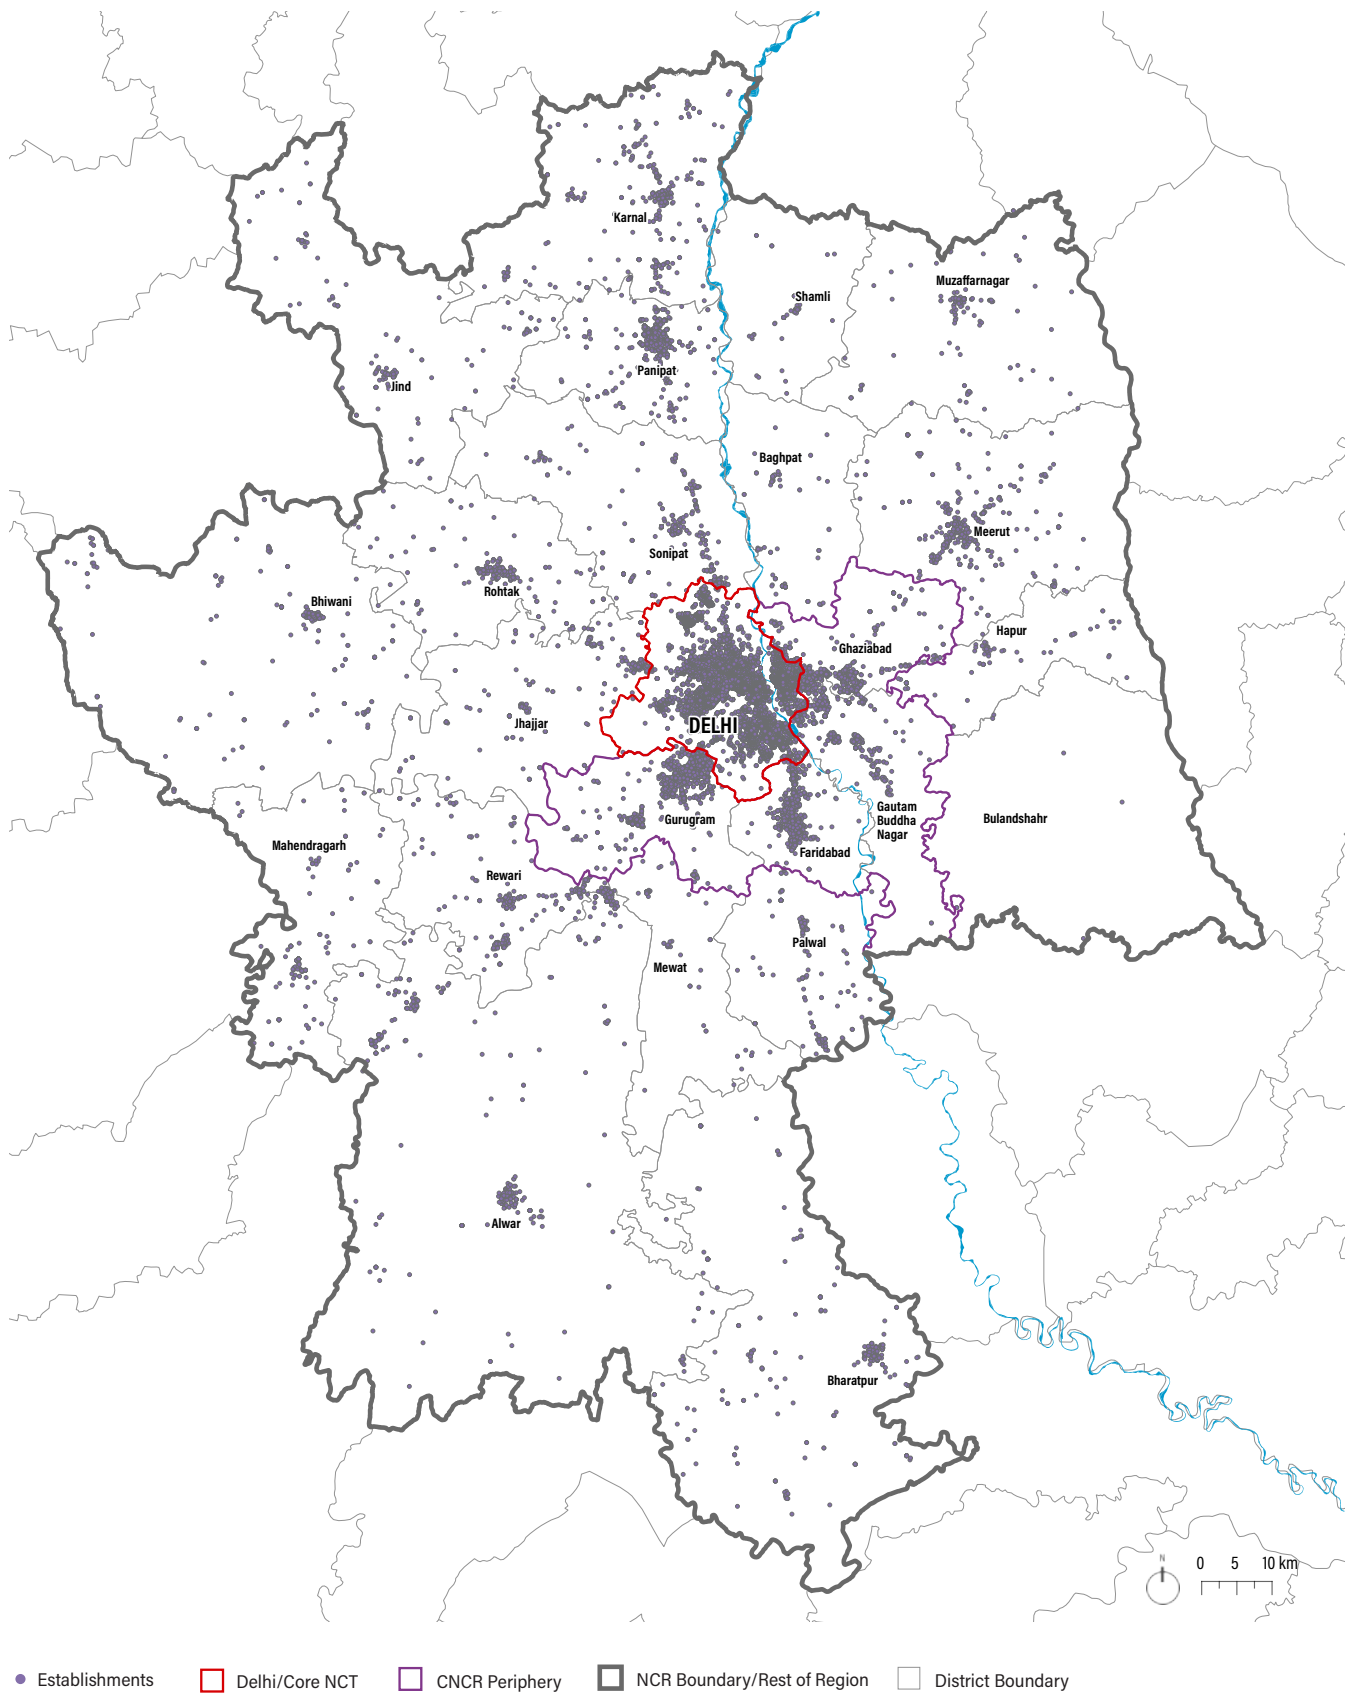 Karnal
Muzaffarnagar
Shamli
Panipat
Jind
Baghpat
Meerut
Sonipat
Rohtak
Bhiwani
Hapur
Ghaziabad
Jhajjar
DELHI
Gautam
Buddha
Nagar
Gurugram
Bulandshahr
Mahendragarh
Faridabad
Rewari
Palwal
Mewat
Alwar
Bharatpur
N
0 5 10 km
Establishments
Delhi/Core NCT
CNCR Periphery
NCR Boundary/Rest of Region
District Boundary